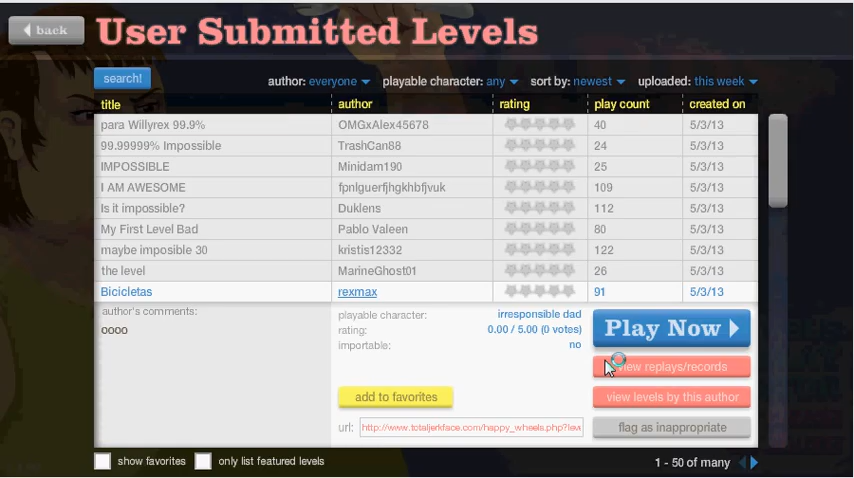 back
User Submitted Levels
search!
author: everyone playable character: any sort by: newest uploaded: this week
title author rating play count created on
para Willyrex 99.9% OMGxAlex45678 40 5/3/13
99.99999% Impossible TrashCan88 24 5/3/13
IMPOSSIBLE Minidam190 25 5/3/13
I AM AWESOME fpnlguerfjhgkhbfjvuk 109 5/3/13
Is it impossible? Duklens 112 5/3/13
My First Level Bad Pablo Valeen 80 5/3/13
maybe imposible 30 kristis12332 122 5/3/13
the level MarineGhost01 26 5/3/13
Bicicletas rexmax 91 5/3/13
author's comments:
oooo
playable character: irresponsible dad
rating: 0.00 / 5.00 (0 votes)
importable: no
add to favorites
url: http://www.totaljerkface.com/happy_wheels.php?lev
Play Now
view replays/records
view levels by this author
flag as inappropriate
show favorites only list featured levels 1 - 50 of many